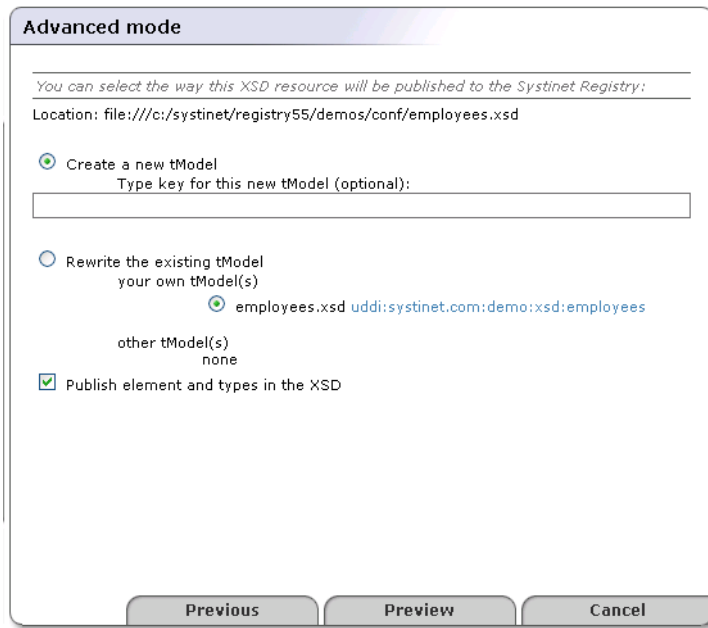 Advanced mode
You can select the way this XSD resource will be published to the Systinet Registry:
Location: file:///c:/systinet/registry55/demos/conf/employees.xsd
Create a new tModel
Type key for this new tModel (optional):
Rewrite the existing tModel
your own tModel(s)
employees.xsd uddi:systinet.com:demo:xsd:employees
other tModel(s)
none
Publish element and types in the XSD
Previous Preview Cancel